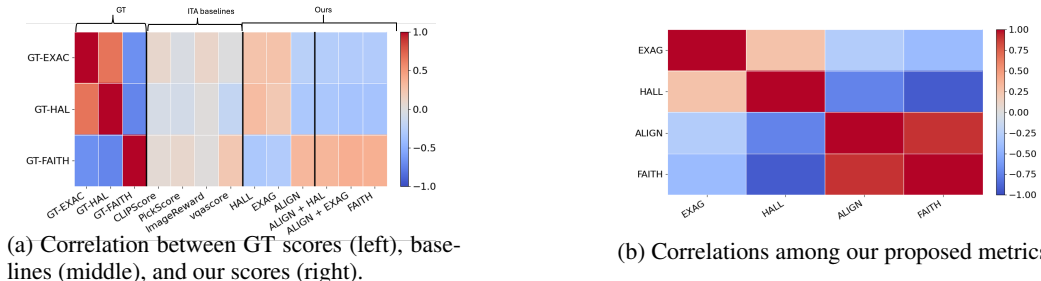 GT
ITA baselines
Ours
GT-EXAC
GT-HAL
GT-FAITH
1.0
0.5
0.0
−0.5
−1.0
GT-EXAC
GT-HAL
GT-FAITH
CLIPScore
PickScore
ImageReward
vqascore
HALL
EXAG
ALIGN
ALIGN + HAL
ALIGN + EXAG
FAITH
(a) Correlation between GT scores (left), base-
lines (middle), and our scores (right).
EXAG
HALL
ALIGN
FAITH
1.00
0.75
0.50
0.25
0.00
−0.25
−0.50
−0.75
−1.00
EXAG
HALL
ALIGN
FAITH
(b) Correlations among our proposed metrics